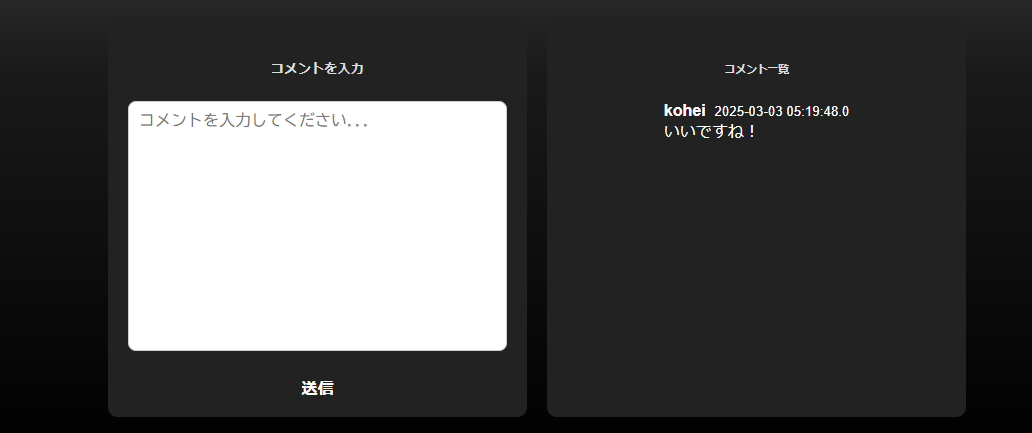 コメントを入力
コメントを入力してください...
送信
コメント一覧
kohei 2025-03-03 05:19:48.0
いいですね！